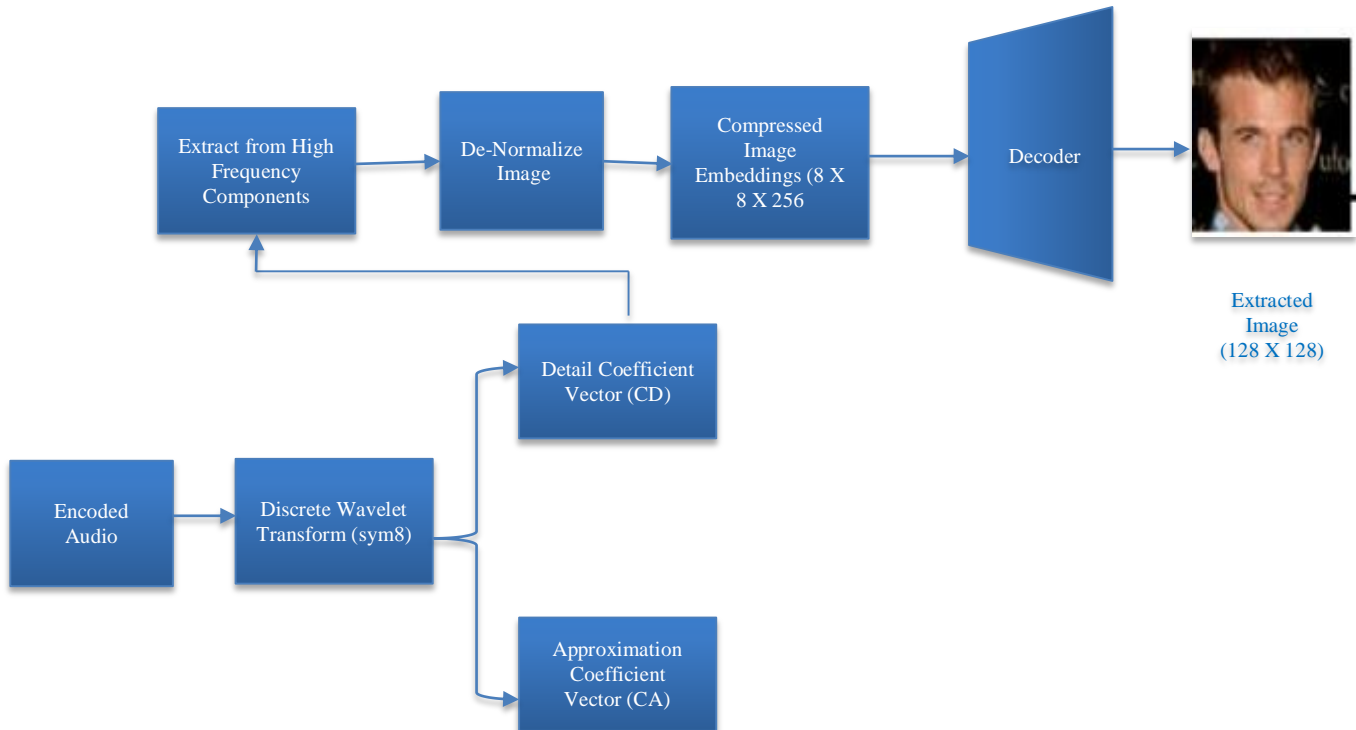 Extract from High
Frequency
Components
De-Normalize
Image
Compressed
Image
Embeddings (8 X
8 X 256
Decoder
Extracted
Image
(128 X 128)
Detail Coefficient
Vector (CD)
Encoded
Audio
Discrete Wavelet
Transform (sym8)
Approximation
Coefficient
Vector (CA)